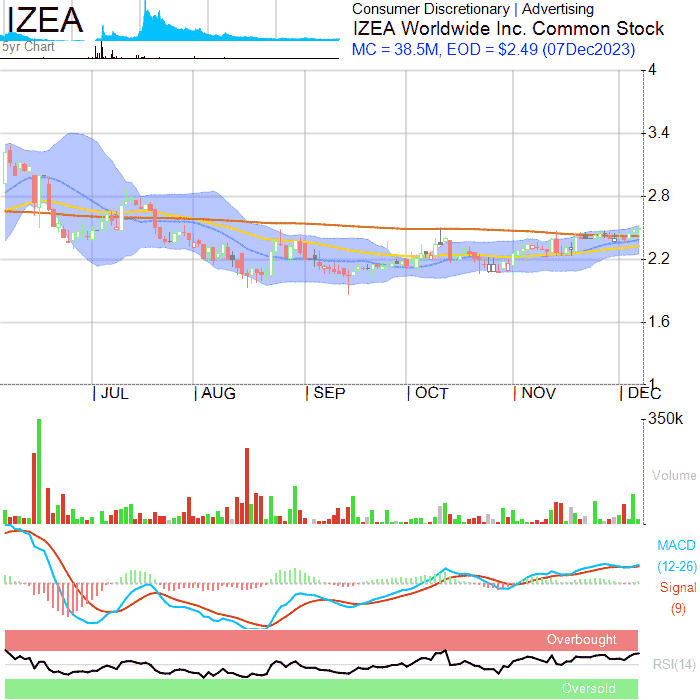 IZEA
5yr Chart
Consumer Discretionary | Advertising
IZEA Worldwide Inc. Common Stock
MC = 38.5M, EOD = $2.49 (07Dec2023)
4
3.4
2.8
2.2
1.6
1
JUL AUG SEP OCT NOV DEC
350k
Volume
MACD
(12-26)
Signal
(9)
Overbought
RSI(14)
Oversold